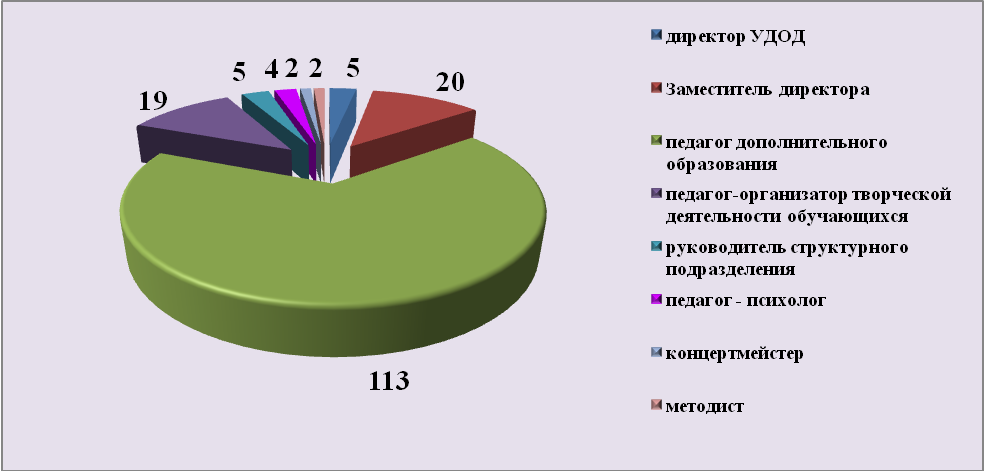 5 4 2 2 5
20
19
113
директор УДОД
Заместитель директора
педагог дополнительного
образования
педагог-организатор творческой
деятельности обучающихся
руководитель структурного
подразделения
педагог - психолог
концертмейстер
методист